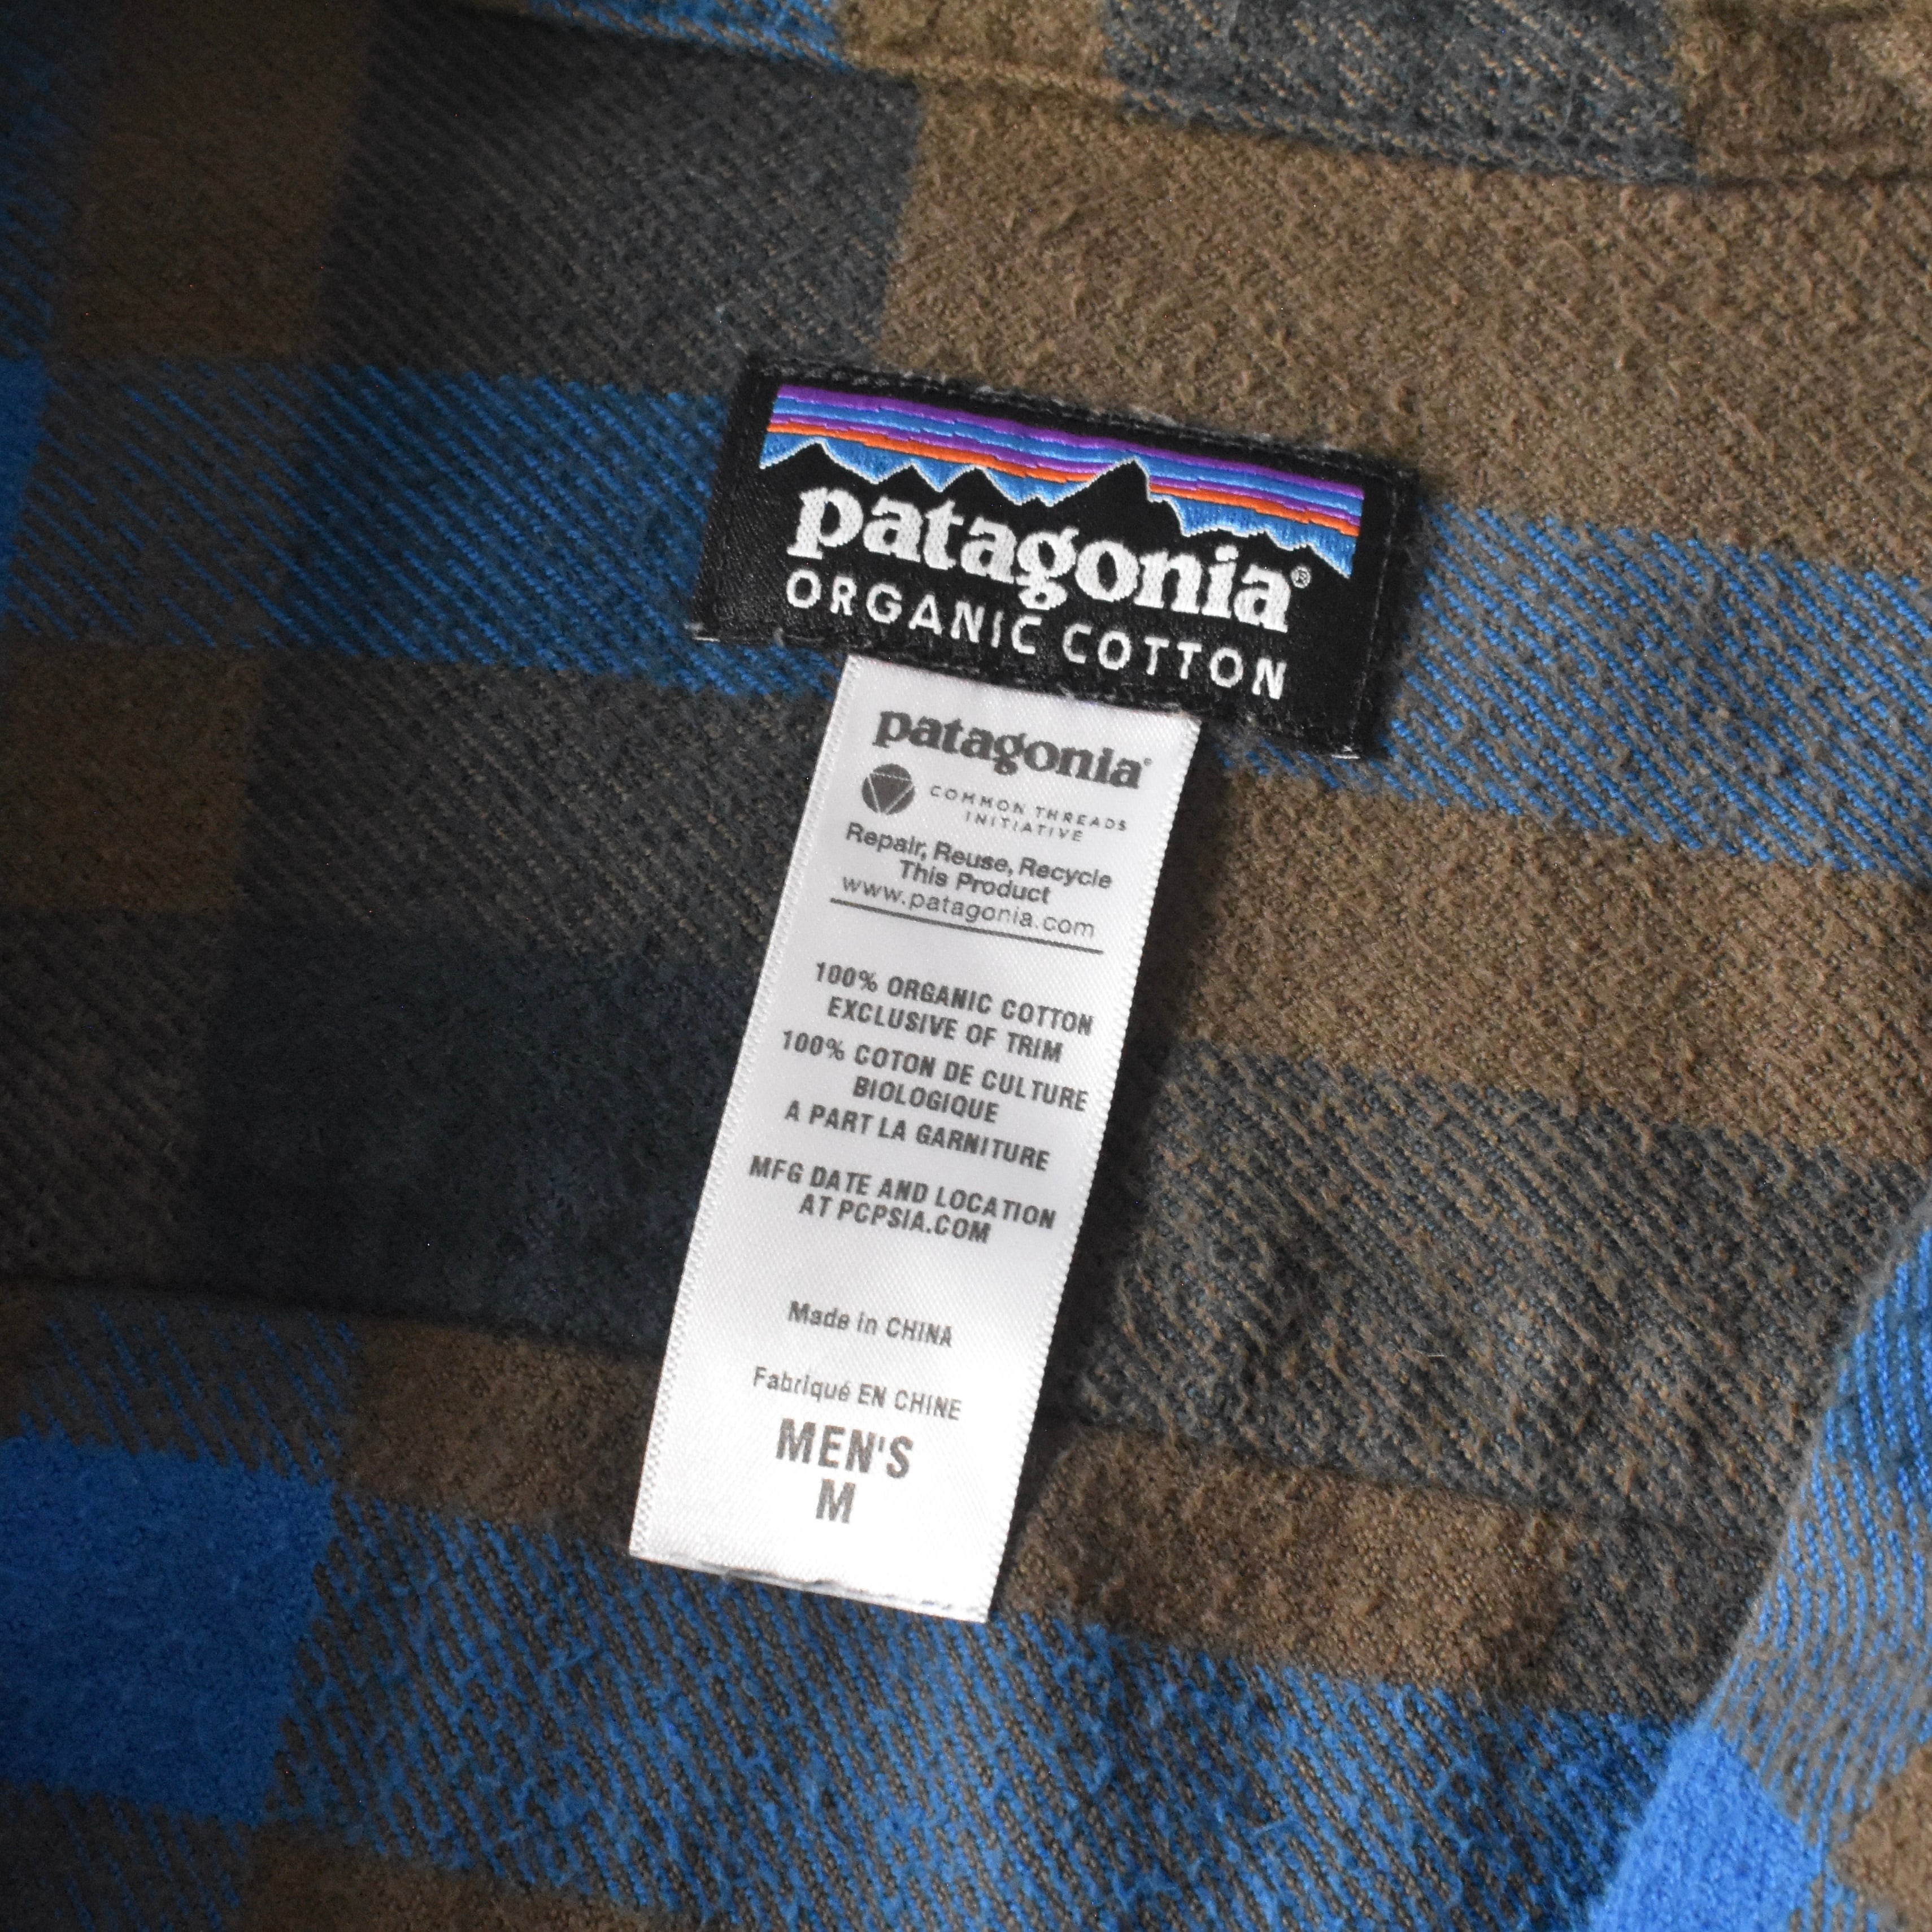 patagonia®
ORGANIC COTTON
patagonia®
COMMON THREADS
INITIATIVE
Repair, Reuse, Recycle
This Product
www.patagonia.com
100% ORGANIC COTTON
EXCLUSIVE OF TRIM
100% COTON DE CULTURE
BIOLOGIQUE
A PART LA GARNITURE
MFG DATE AND LOCATION
AT PCPSIA.COM
Made in CHINA
Fabriqué EN CHINE
MEN'S
M